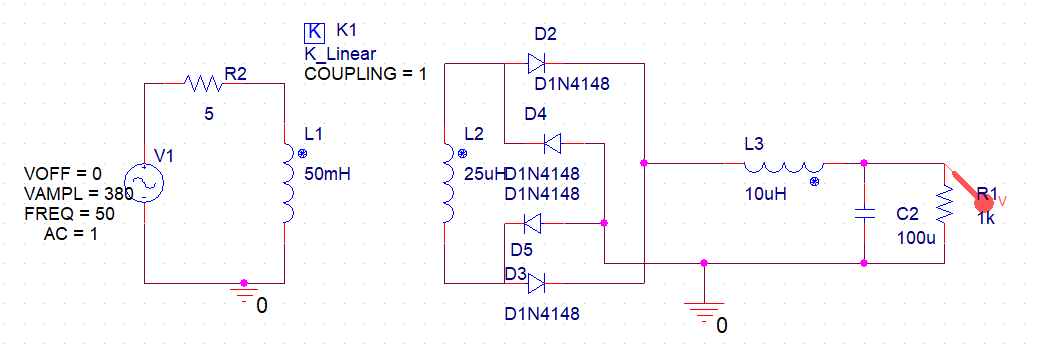 K K1
K_Linear
COUPLING = 1
D2
D1N4148
R2
5
D4
V1
L1
50mH
L2
25uH
D1N4148
D1N4148
VOFF = 0
VAMPL = 380
FREQ = 50
AC = 1
L3
10uH
R1
V
1k
C2
100u
D5
D3
D1N4148
0
0